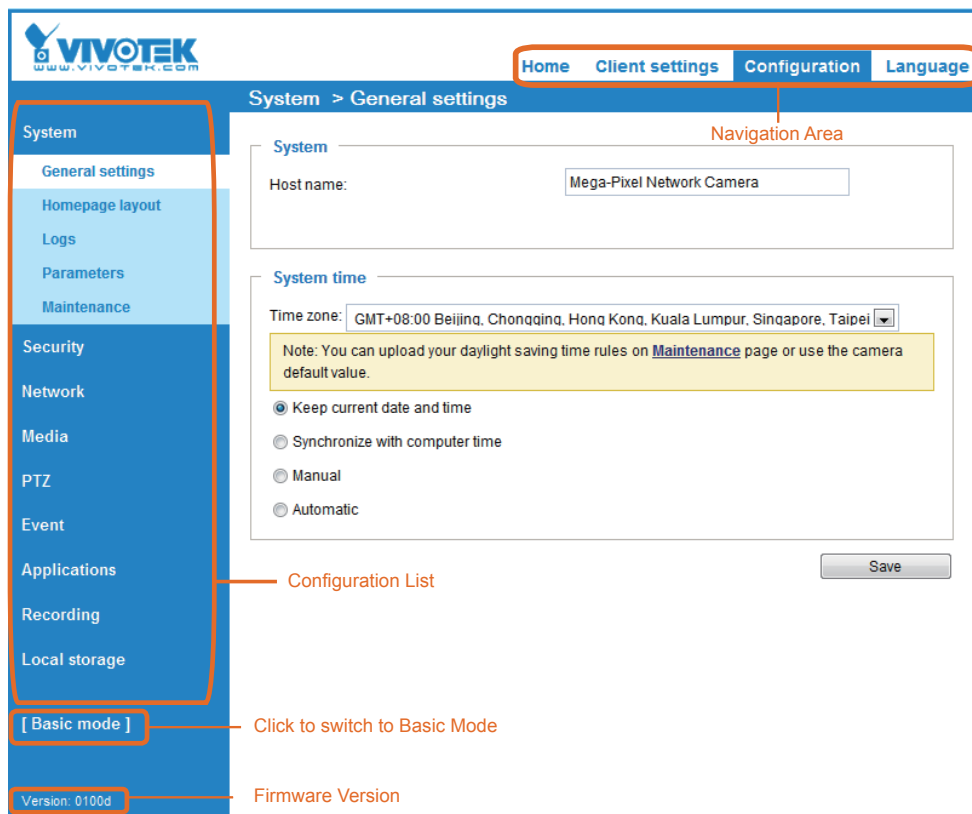 VIVOTEK
WWW.VIVOTEK.COM
Home Client settings Configuration Language
System > General settings
Navigation Area
System
General settings
Homepage layout
Logs
Parameters
Maintenance
Security
Network
Media
PTZ
Event
Applications
Recording
Local storage
[ Basic mode ]
Version: 0100d
System
Host name: Mega-Pixel Network Camera
System time
Time zone: GMT+08:00 Beijing, Chongqing, Hong Kong, Kuala Lumpur, Singapore, Taipei
Note: You can upload your daylight saving time rules on Maintenance page or use the camera
default value.
Keep current date and time
Synchronize with computer time
Manual
Automatic
Save
Configuration List
Click to switch to Basic Mode
Firmware Version